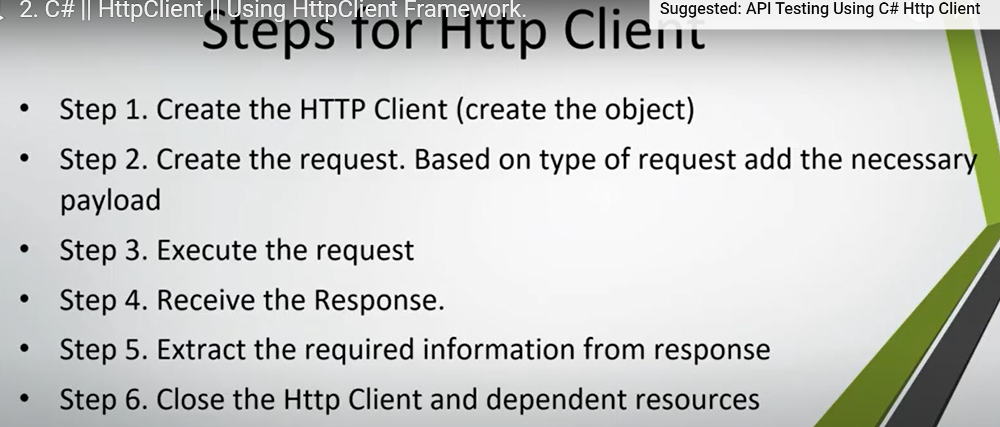 2. C# || HttpClient || Using HttpClient Framework.
Suggested: API Testing Using C# Http Client
Steps for Http Client
• Step 1. Create the HTTP Client (create the object)
• Step 2. Create the request. Based on type of request add the necessary
payload
• Step 3. Execute the request
• Step 4. Receive the Response.
• Step 5. Extract the required information from response
• Step 6. Close the Http Client and dependent resources